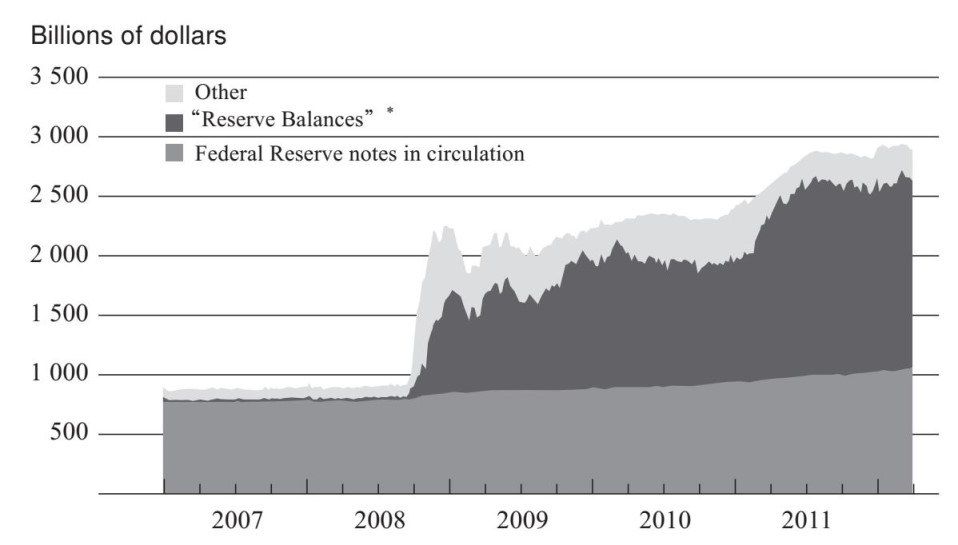 Billions of dollars
3 500
Other
“Reserve Balances” *
3 000
Federal Reserve notes in circulation
2 500
2 000
1 500
1 000
500
2007 2008 2009 2010 2011